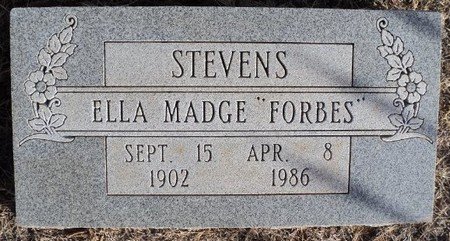 STEVENS
ELLA MADGE "FORBES"
SEPT. 15 APR. 8
1902 1986